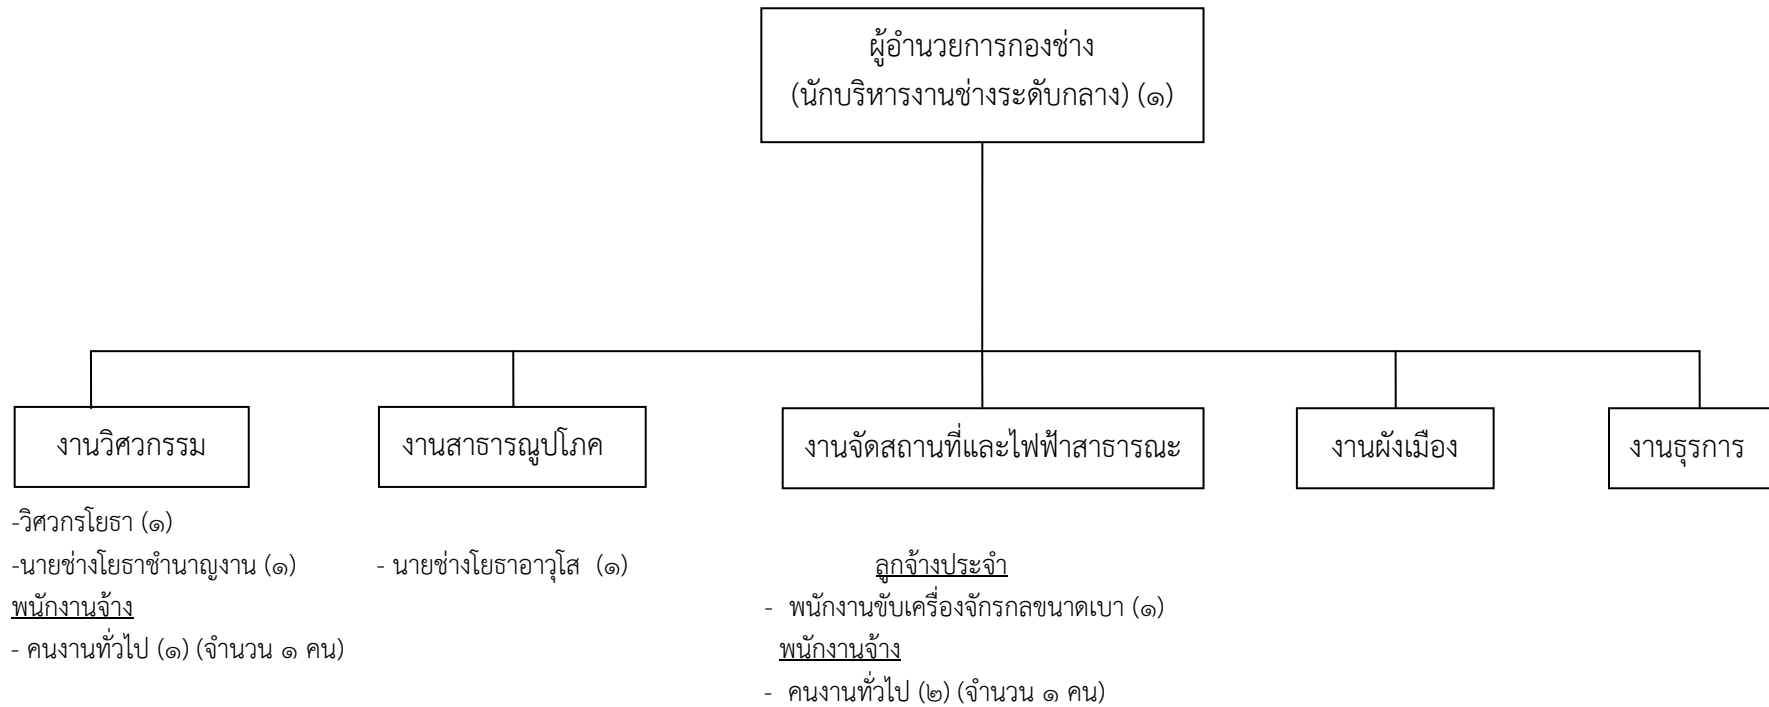 ผู้อำนวยการกองช่าง
(นักบริหารงานช่างระดับกลาง) (๑)
งานวิศวกรรม
งานสาธารณูปโภค
งานจัดสถานที่และไฟฟ้าสาธารณะ
งานผังเมือง
งานธุรการ
-วิศวกรโยธา (๑)
-นายช่างโยธาชำนาญงาน (๑)
พนักงานจ้าง
- คนงานทั่วไป (๑) (จำนวน ๑ คน)
- นายช่างโยธาอาวุโส (๑)
ลูกจ้างประจำ
- พนักงานขับเครื่องจักรกลขนาดเบา (๑)
พนักงานจ้าง
- คนงานทั่วไป (๒) (จำนวน ๑ คน)